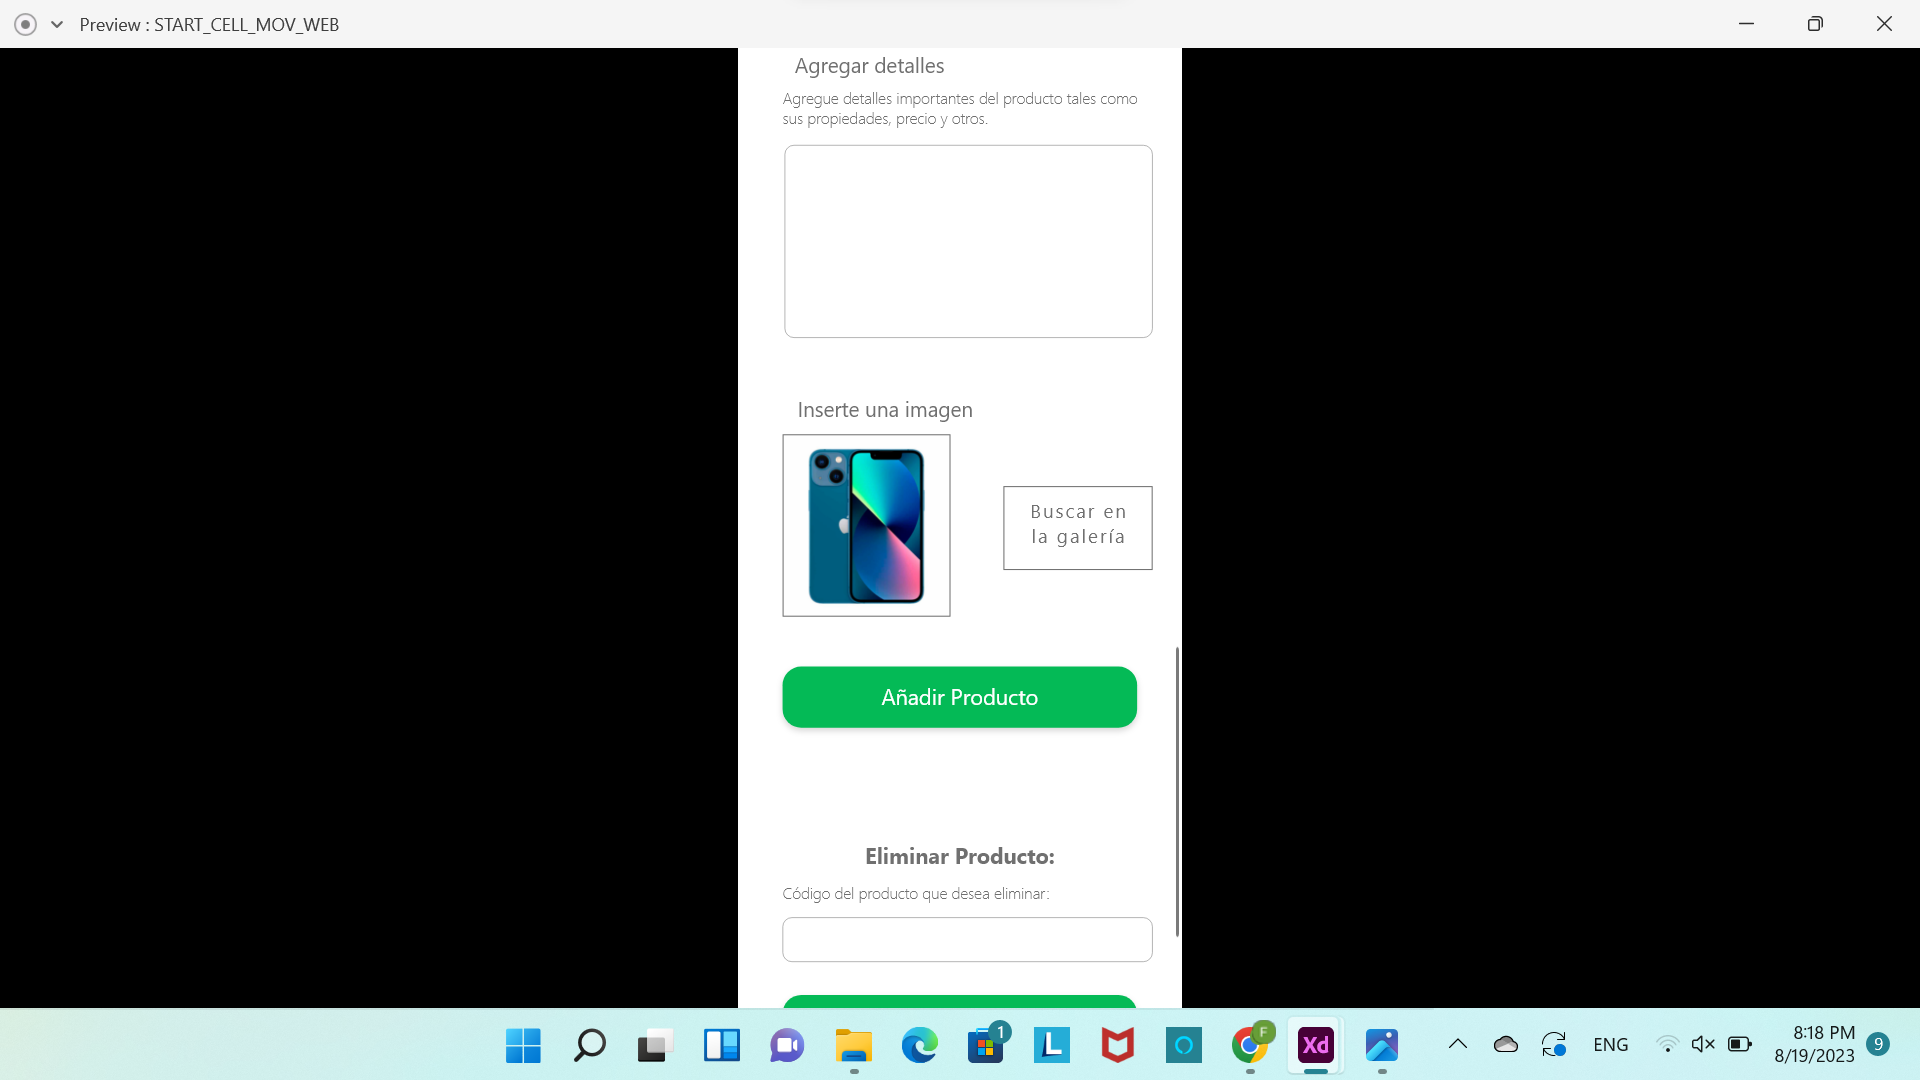 Preview : START_CELL_MOV_WEB
Agregar detalles
Agregue detalles importantes del producto tales como
sus propiedades, precio y otros.
Inserte una imagen
Buscar en
la galería
Añadir Producto
Eliminar Producto:
Código del producto que desea eliminar:
1
L
F
Xd
ENG
8:18 PM
8/19/2023
9